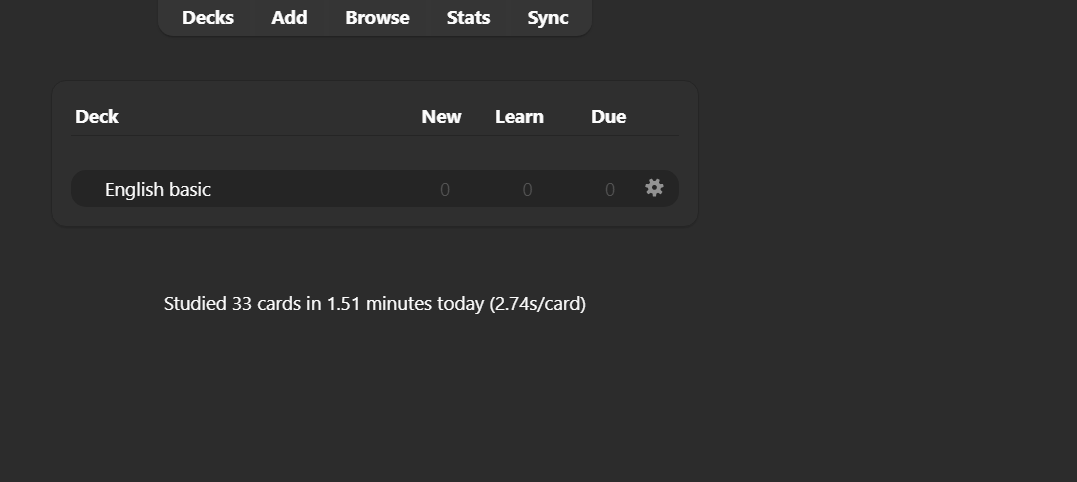 Decks Add Browse Stats Sync
Deck New Learn Due
English basic 0 0 0
Studied 33 cards in 1.51 minutes today (2.74s/card)